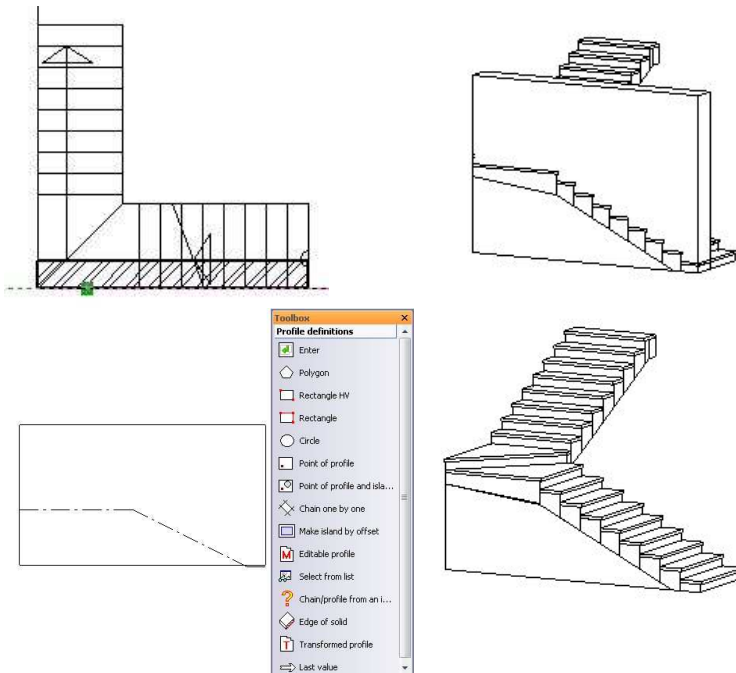 Toolbox
Profile definitions
Enter
Polygon
Rectangle HV
Rectangle
Circle
Point of profile
Point of profile and isla...
Chain one by one
Make island by offset
Editable profile
Select from list
Chain/profile from an i...
Edge of solid
Transformed profile
Last value